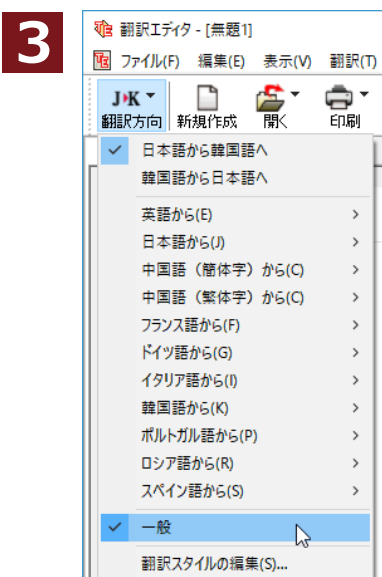 3
翻訳エディタ - [無題1]
ファイル(F) 編集(E) 表示(V) 翻訳(T)
J▸K
翻訳方向 新規作成 開く 印刷
日本語から韓国語へ
韓国語から日本語へ
英語から(E)
日本語から(J)
中国語（簡体字）から(C)
中国語（繁体字）から(C)
フランス語から(F)
ドイツ語から(G)
イタリア語から(I)
韓国語から(K)
ポルトガル語から(P)
ロシア語から(R)
スペイン語から(S)
一般
翻訳スタイルの編集(S)...